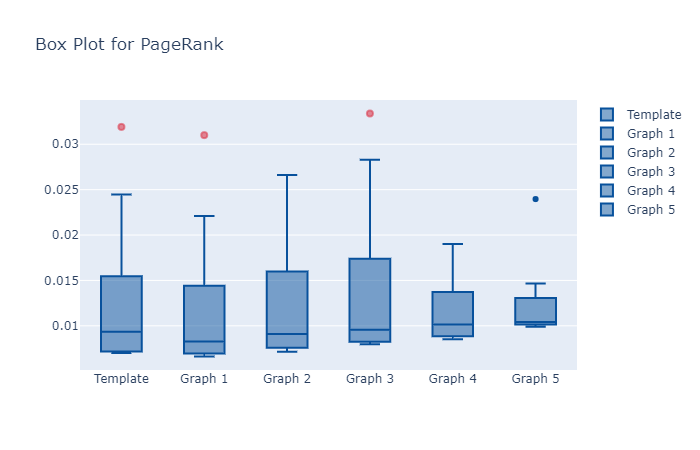 Box Plot for PageRank
0.03
0.025
0.02
0.015
0.01
Template
Graph 1
Graph 2
Graph 3
Graph 4
Graph 5
Template Graph 1 Graph 2 Graph 3 Graph 4 Graph 5